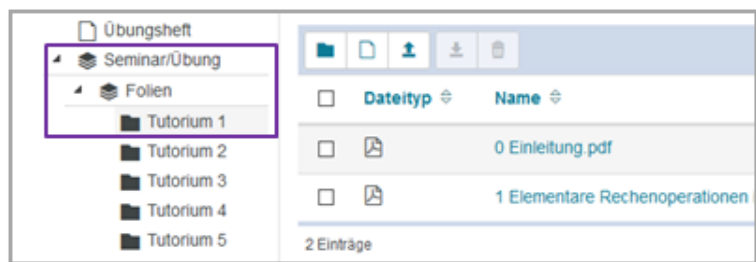 Übungsheft
Seminar/Übung
Folien
Tutorium 1
Tutorium 2
Tutorium 3
Tutorium 4
Tutorium 5
Dateityp Name
0 Einleitung.pdf
1 Elementare Rechenoperationen
2 Einträge